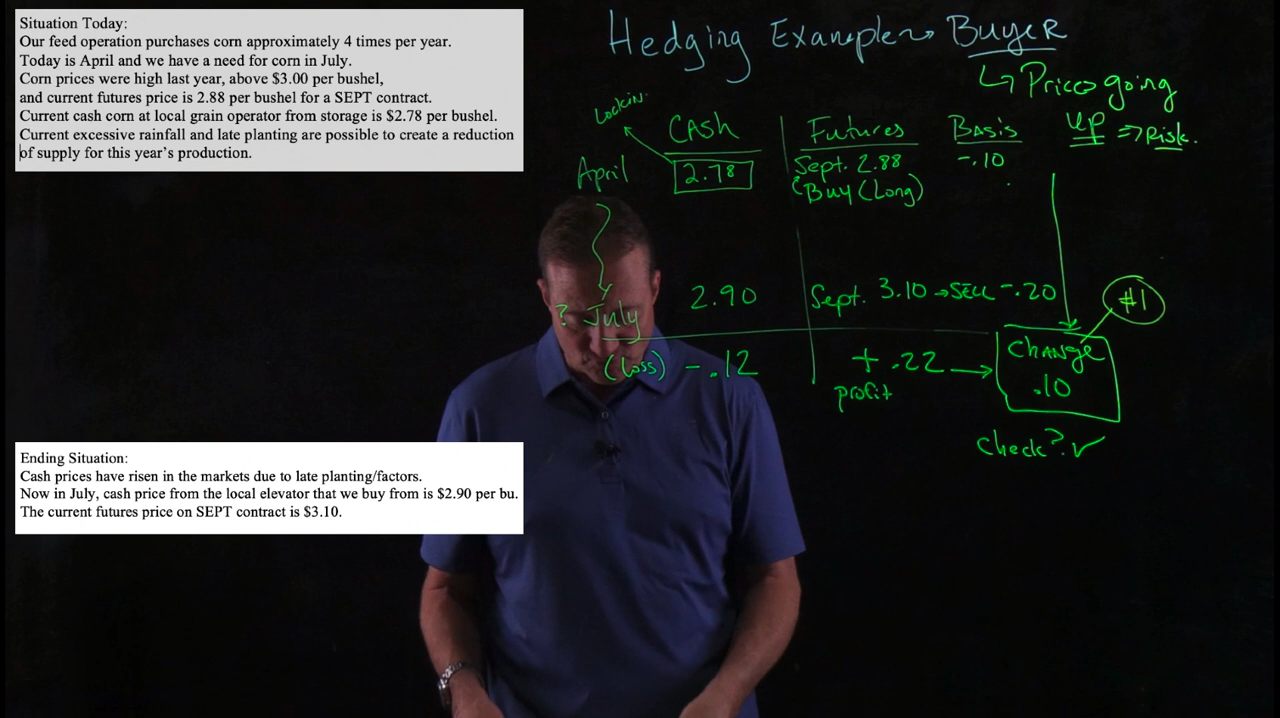 Situation Today:
Our feed operation purchases corn approximately 4 times per year.
Today is April and we have a need for corn in July.
Corn prices were high last year, above $3.00 per bushel,
and current futures price is 2.88 per bushel for a SEPT contract.
Current cash corn at local grain operator from storage is $2.78 per bushel.
Current excessive rainfall and late planting are possible to create a reduction
of supply for this year's production.
Hedging Example → Buyer
↳ Prices going
up ⇒ Risk.
Lockin.
CASH Futures Basis
April 2.78 Sept. 2.88 -.10
(Buy (Long)
? July 2.90 Sept. 3.10 → SELL -.20
#1
(loss) -.12 + .22 → Change
profit .10
Check? ✓
Ending Situation:
Cash prices have risen in the markets due to late planting/factors.
Now in July, cash price from the local elevator that we buy from is $2.90 per bu.
The current futures price on SEPT contract is $3.10.